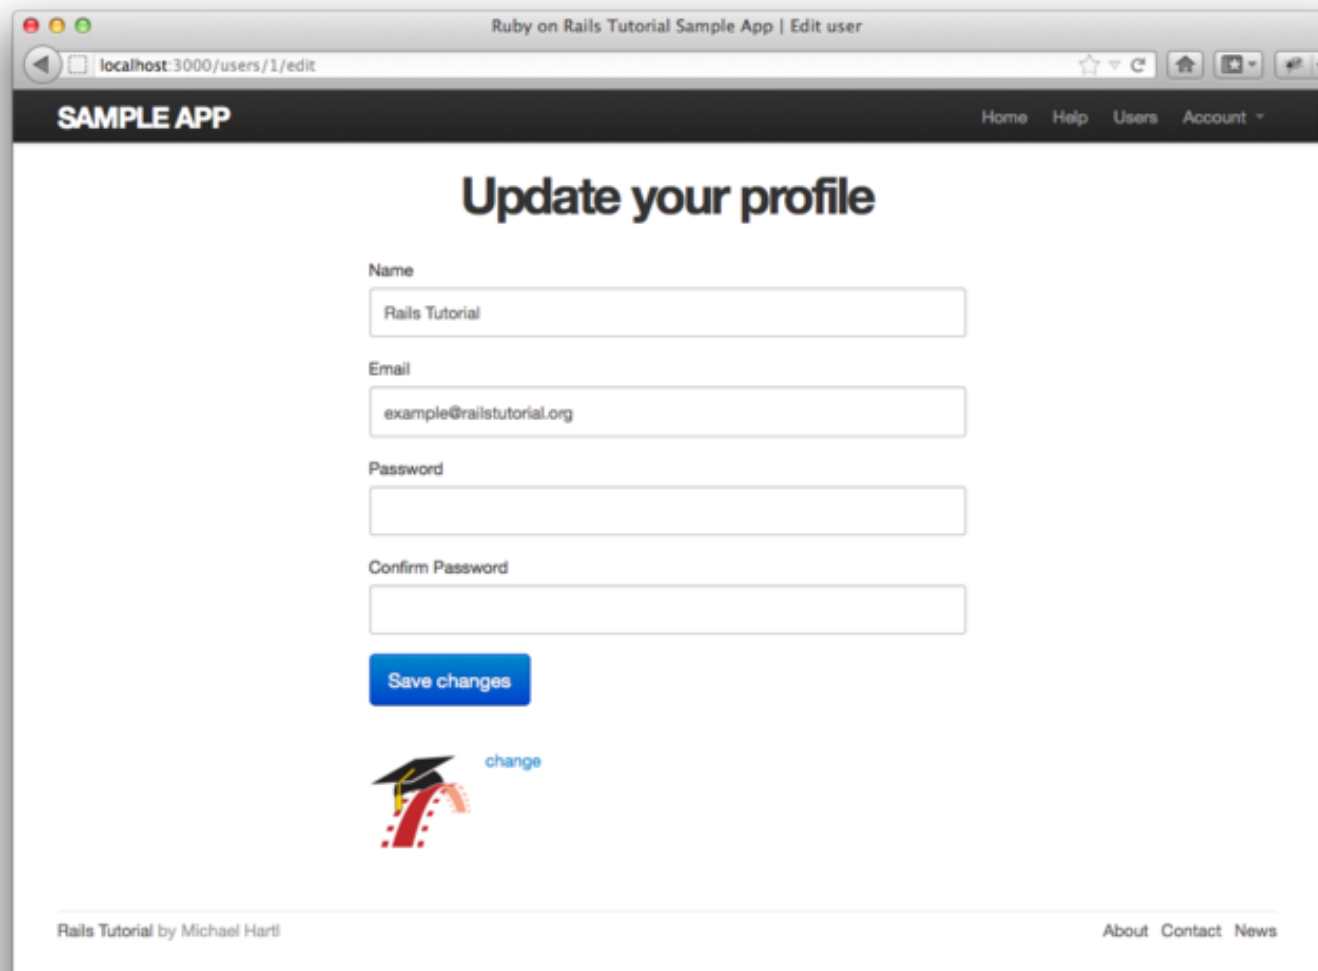 Ruby on Rails Tutorial Sample App | Edit user
localhost:3000/users/1/edit
SAMPLE APP Home Help Users Account
Update your profile
Name
Rails Tutorial
Email
example@railstutorial.org
Password
Confirm Password
Save changes
change
Rails Tutorial by Michael Hartl About Contact News